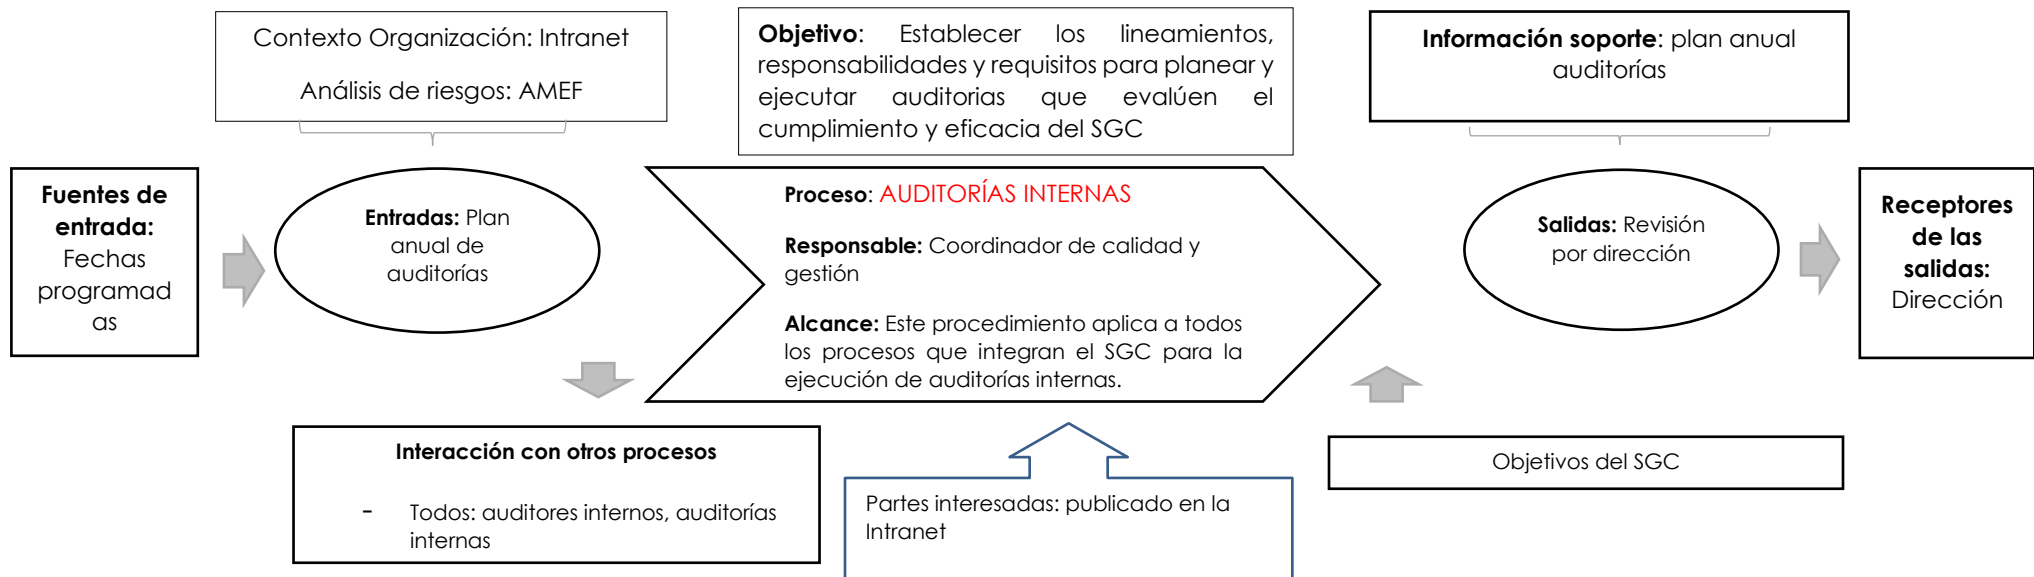 Contexto Organización: Intranet
Análisis de riesgos: AMEF
Objetivo: Establecer los lineamientos,
responsabilidades y requisitos para planear y
ejecutar auditorias que evalúen el
cumplimiento y eficacia del SGC
Información soporte: plan anual
auditorías
Fuentes de
entrada:
Fechas
programad
as
Entradas: Plan
anual de
auditorías
Proceso: AUDITORÍAS INTERNAS
Responsable: Coordinador de calidad y
gestión
Alcance: Este procedimiento aplica a todos
los procesos que integran el SGC para la
ejecución de auditorías internas.
Salidas: Revisión
por dirección
Receptores
de las
salidas:
Dirección
Interacción con otros procesos
- Todos: auditores internos, auditorías
internas
Partes interesadas: publicado en la
Intranet
Objetivos del SGC